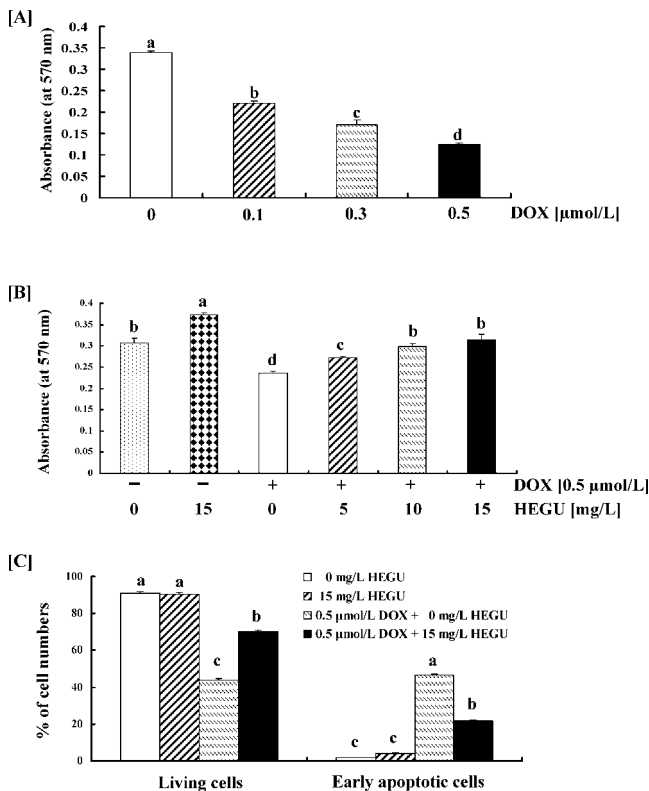 [A]
Absorbance (at 570 nm)
0.4
0.35
0.3
0.25
0.2
0.15
0.1
0.05
0
a
b
c
d
0 0.1 0.3 0.5 DOX [μmol/L]
[B]
Absorbance (at 570 nm)
0.4
0.35
0.3
0.25
0.2
0.15
0.1
0.05
0
b a d c b b
– – + + + + DOX [0.5 μmol/L]
0 15 0 5 10 15 HEGU [mg/L]
[C]
% of cell numbers
100
80
60
40
20
0
0 mg/L HEGU
15 mg/L HEGU
0.5 μmol/L DOX + 0 mg/L HEGU
0.5 μmol/L DOX + 15 mg/L HEGU
a a c b
c c a b
Living cells Early apoptotic cells